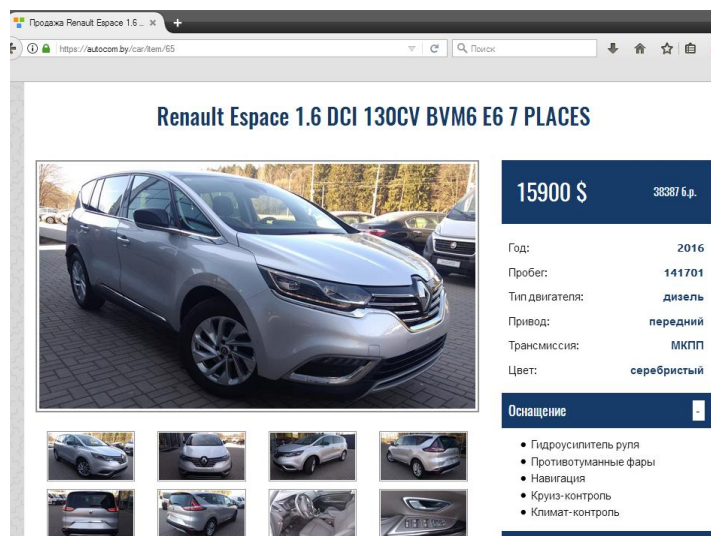 Продажа Renault Espace 1.6 ...
https://autocom.by/car/item/65
Поиск
Renault Espace 1.6 DCI 130CV BVM6 E6 7 PLACES
15900 $ 38387 б.р.
Год: 2016
Пробег: 141701
Тип двигателя: дизель
Привод: передний
Трансмиссия: МКПП
Цвет: серебристый
Оснащение -
Гидроусилитель руля
Противотуманные фары
Навигация
Круиз-контроль
Климат-контроль